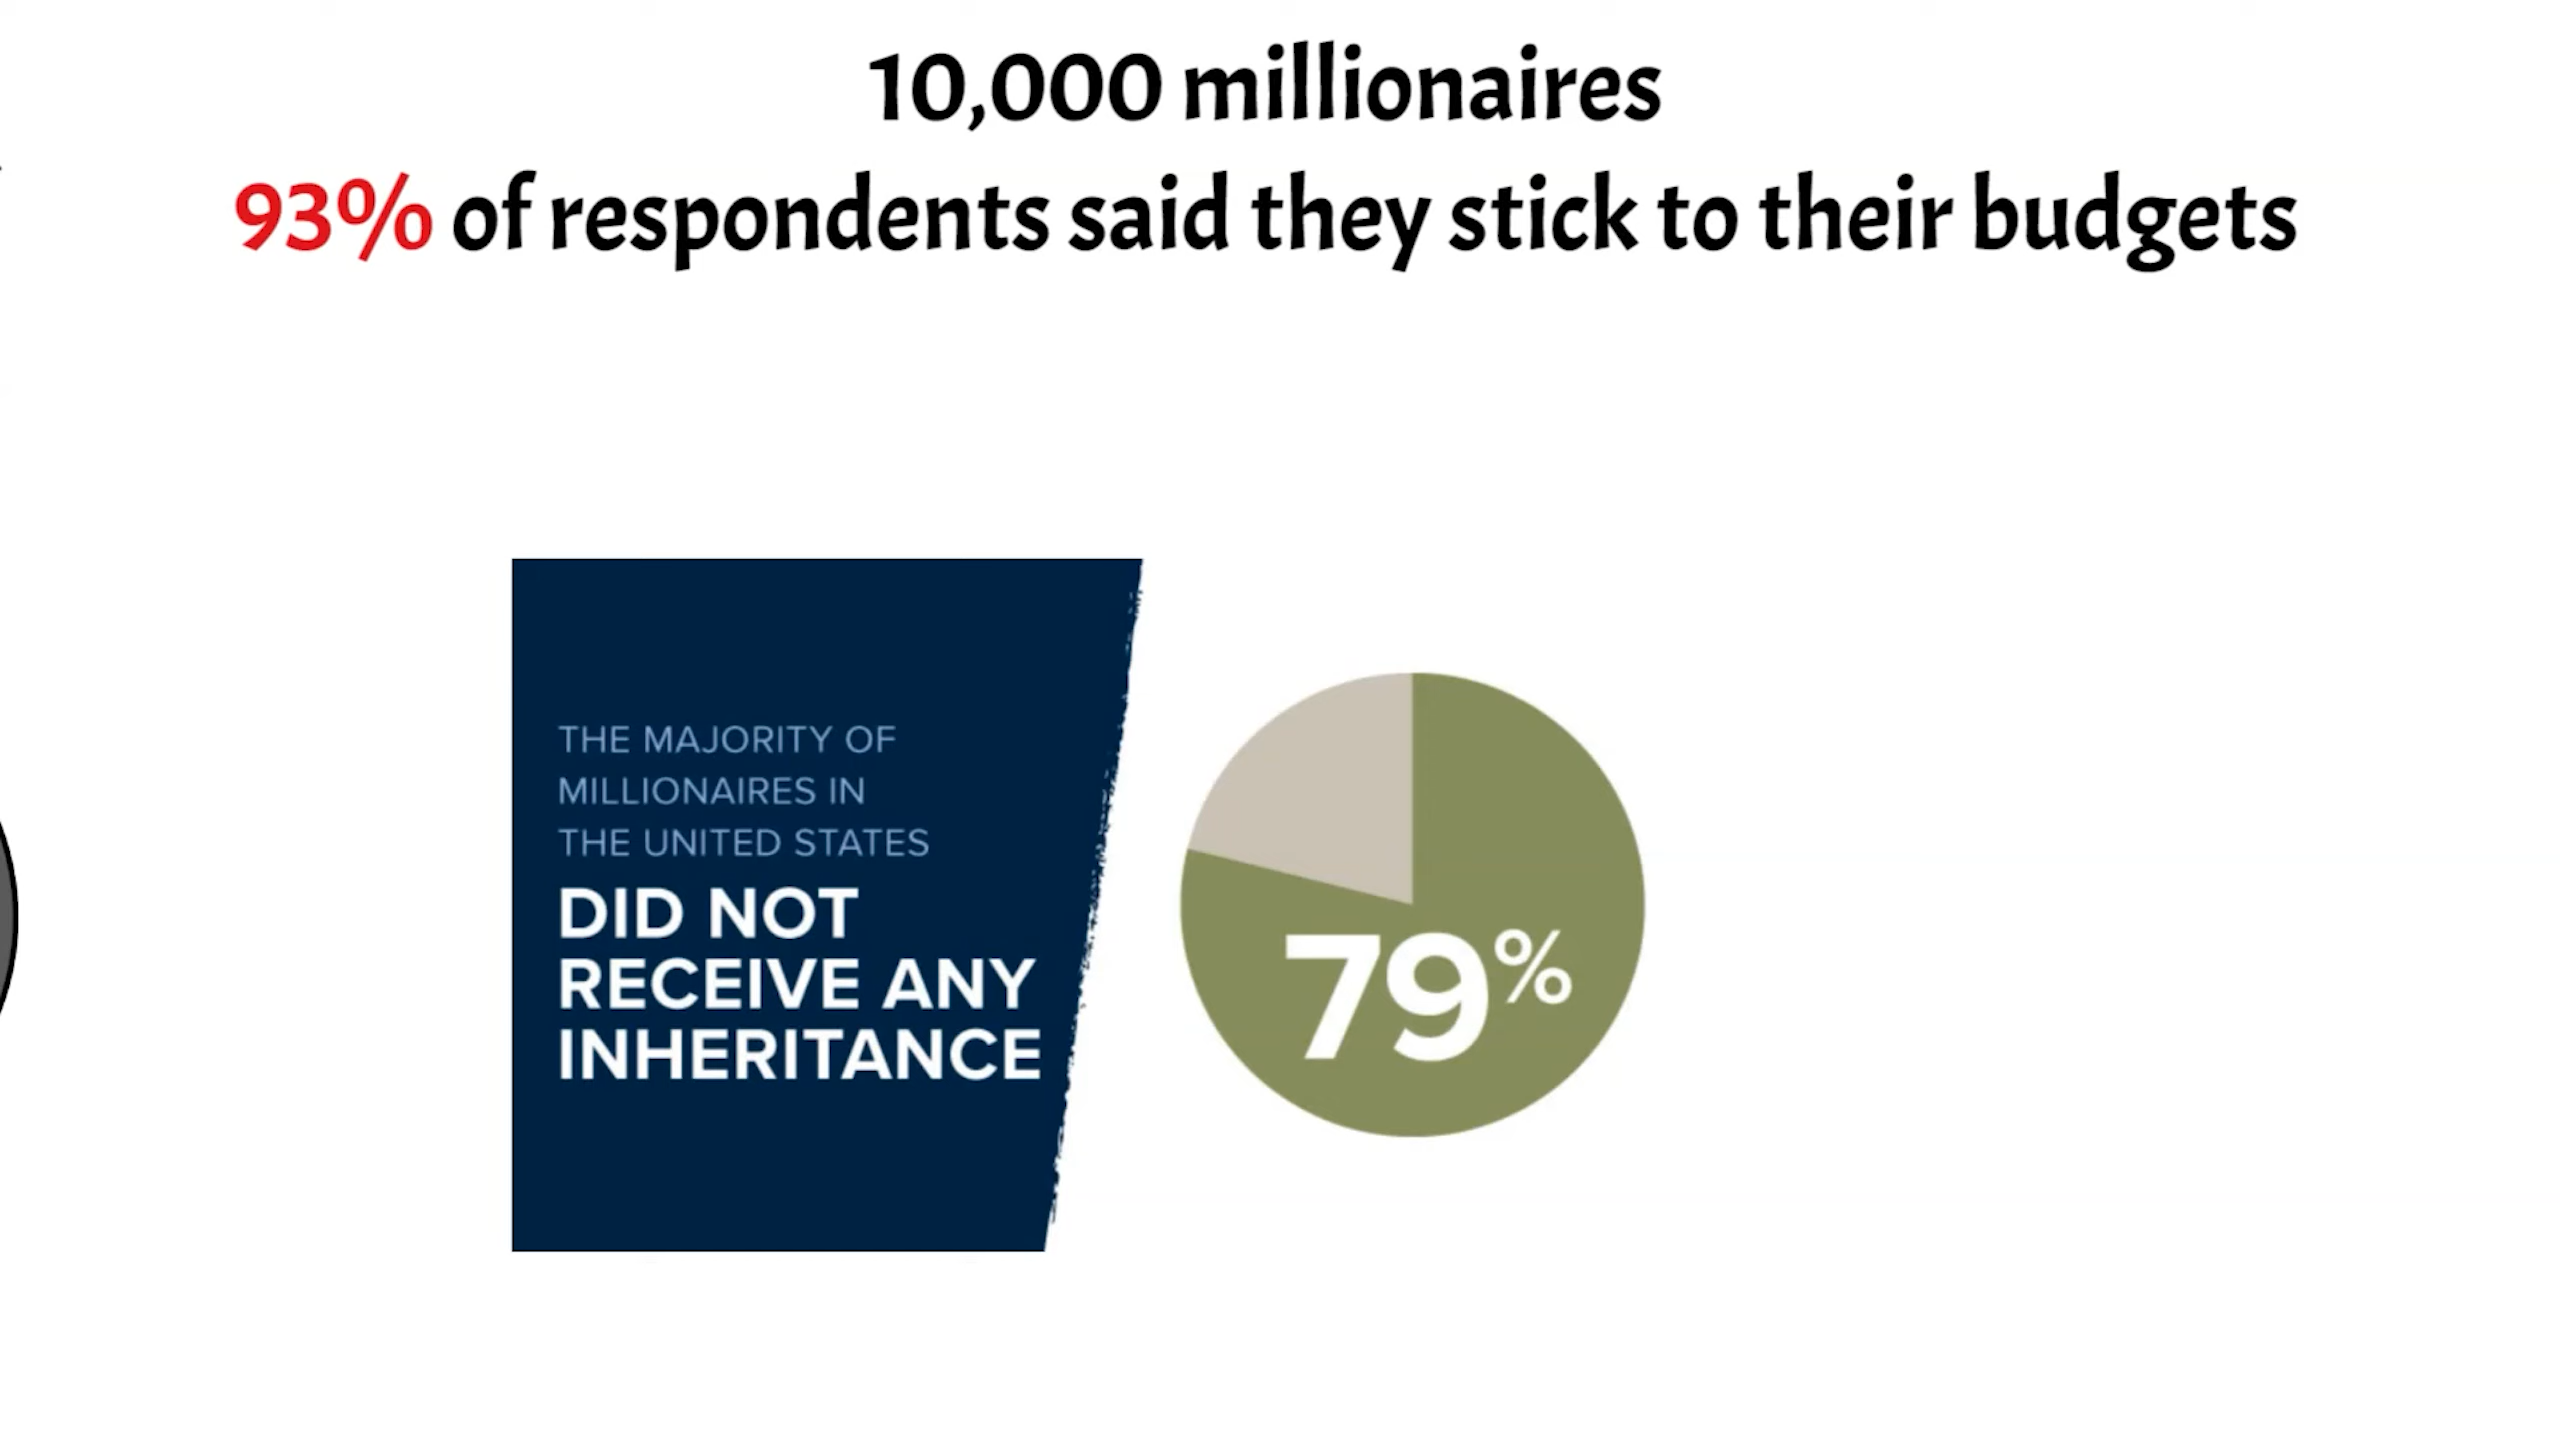 10,000 millionaires
93% of respondents said they stick to their budgets
THE MAJORITY OF
MILLIONAIRES IN
THE UNITED STATES
DID NOT
RECEIVE ANY
INHERITANCE
79%